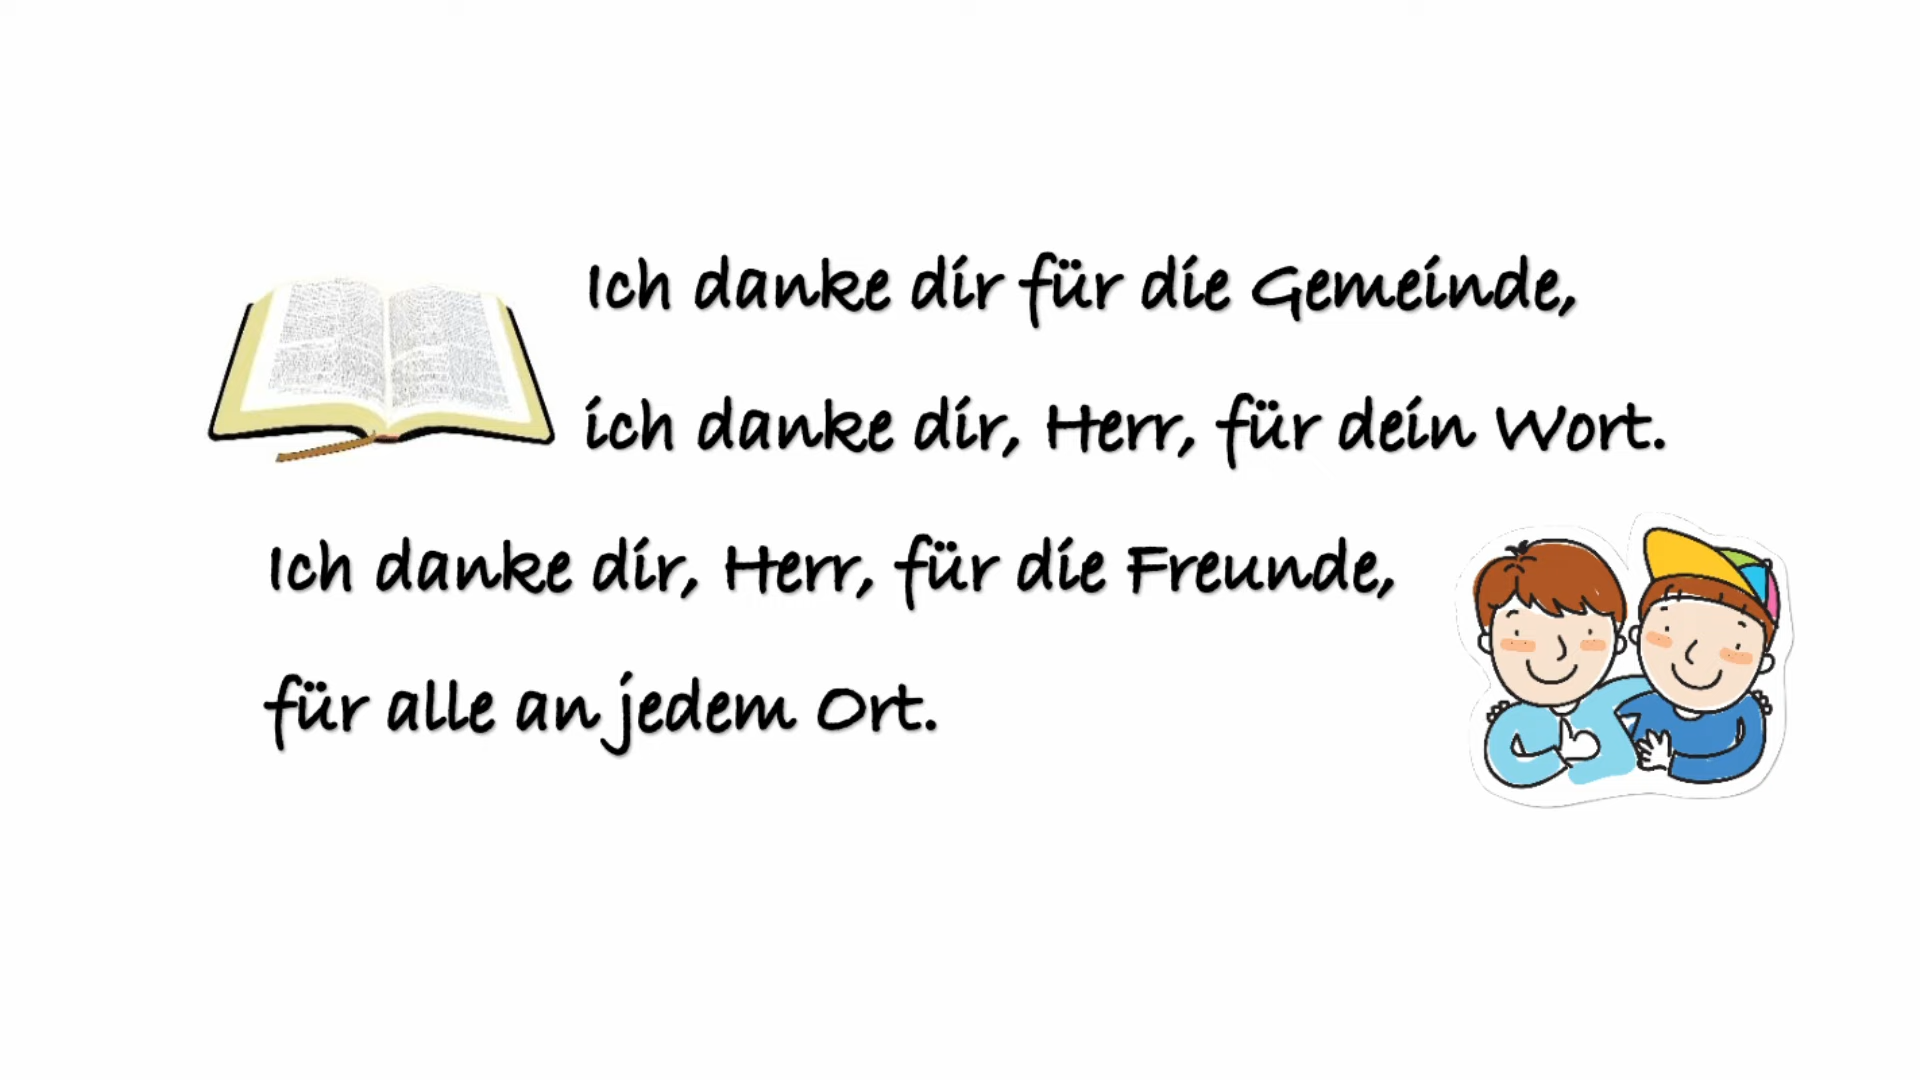 Ich danke dir für die Gemeinde,
ich danke dir, Herr, für dein Wort.
Ich danke dir, Herr, für die Freunde,
für alle an jedem Ort.